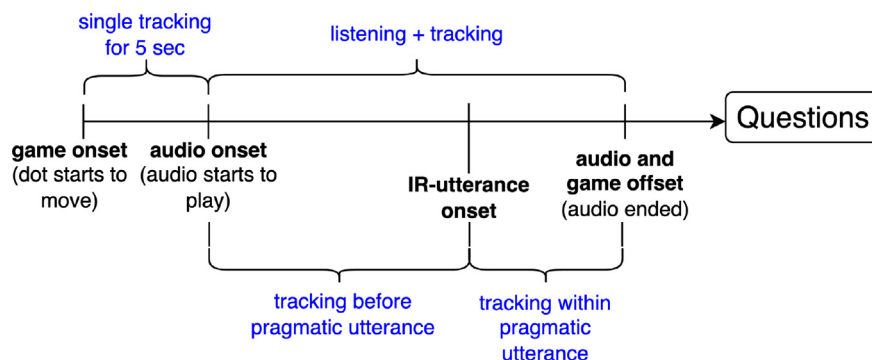 single tracking
for 5 sec
listening + tracking
Questions
game onset
(dot starts to
move)
audio onset
(audio starts to
play)
IR-utterance
onset
audio and
game offset
(audio ended)
tracking before
pragmatic utterance
tracking within
pragmatic
utterance